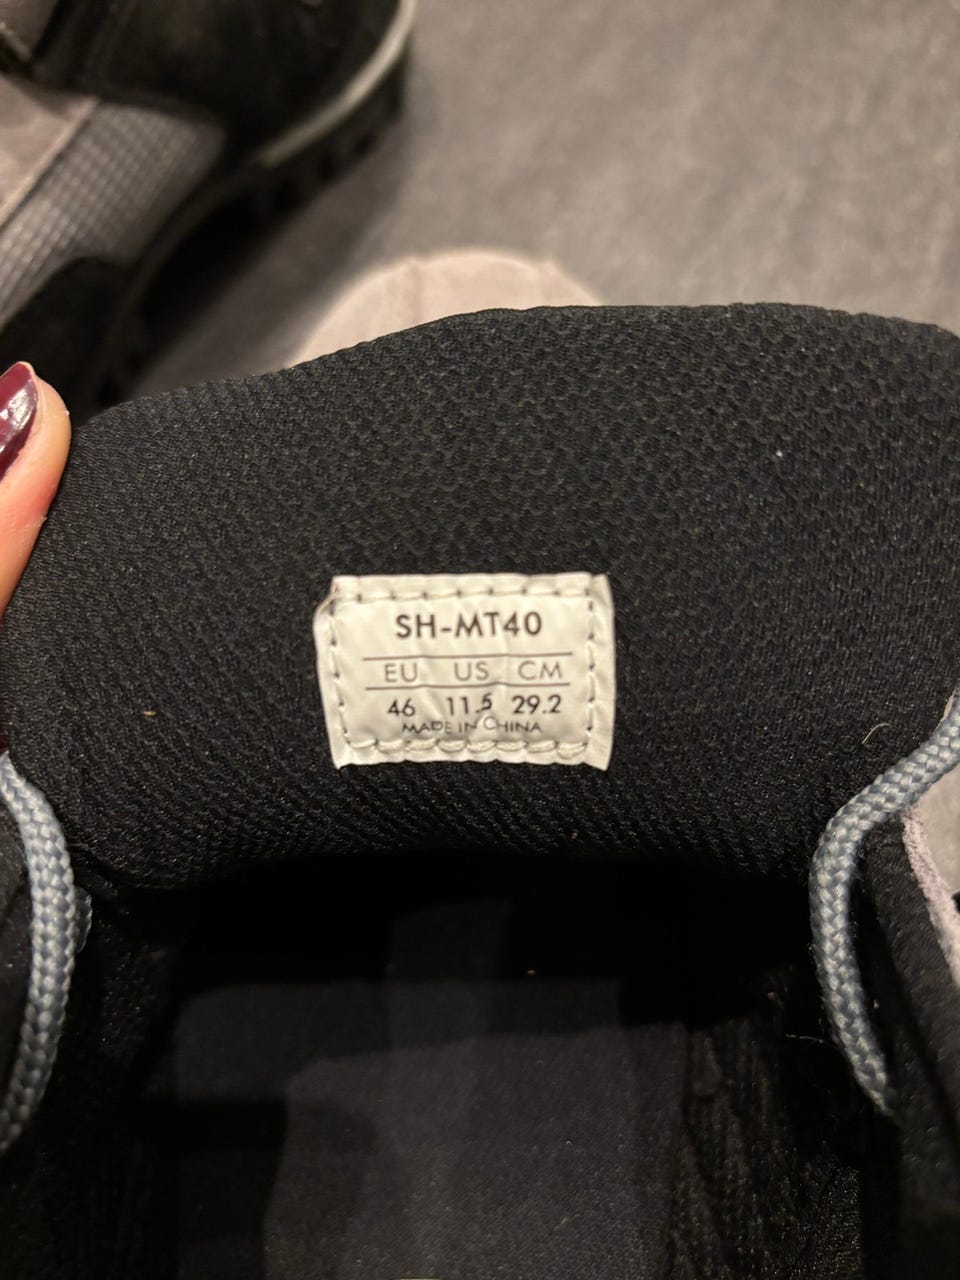 SH-MT40
EU US CM
46 11.5 29.2
MADE IN CHINA